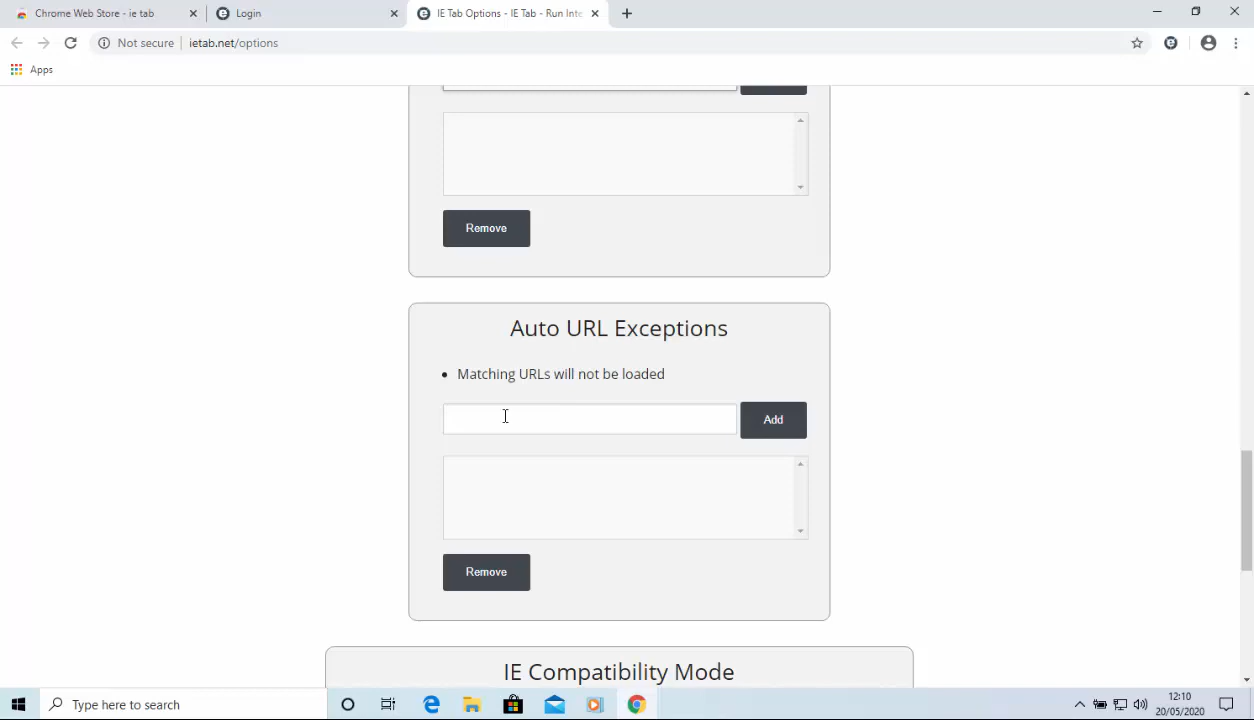 Chrome Web Store - ie tab
Login
IE Tab Options - IE Tab - Run Inte
Not secure
ietab.net/options
Apps
Remove
Auto URL Exceptions
Matching URLs will not be loaded
Add
Remove
IE Compatibility Mode
Type here to search
12:10
20/05/2020